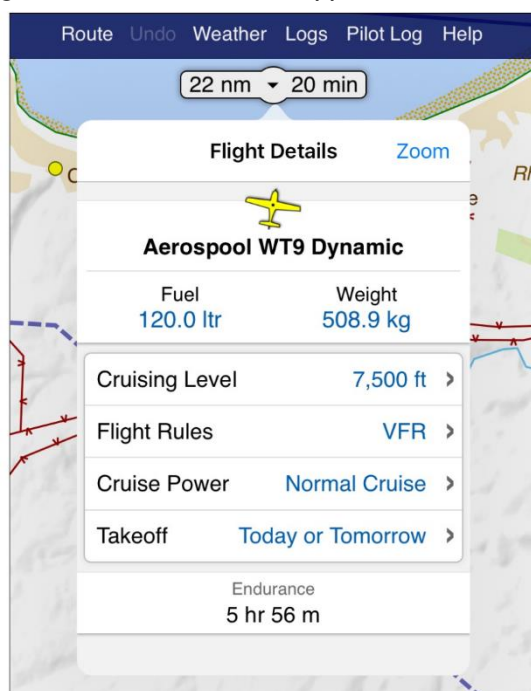 Route Undo Weather Logs Pilot Log Help
22 nm 20 min
Flight Details Zoom
Aerospool WT9 Dynamic
Fuel Weight
120.0 ltr 508.9 kg
Cruising Level 7,500 ft
Flight Rules VFR
Cruise Power Normal Cruise
Takeoff Today or Tomorrow
Endurance
5 hr 56 m